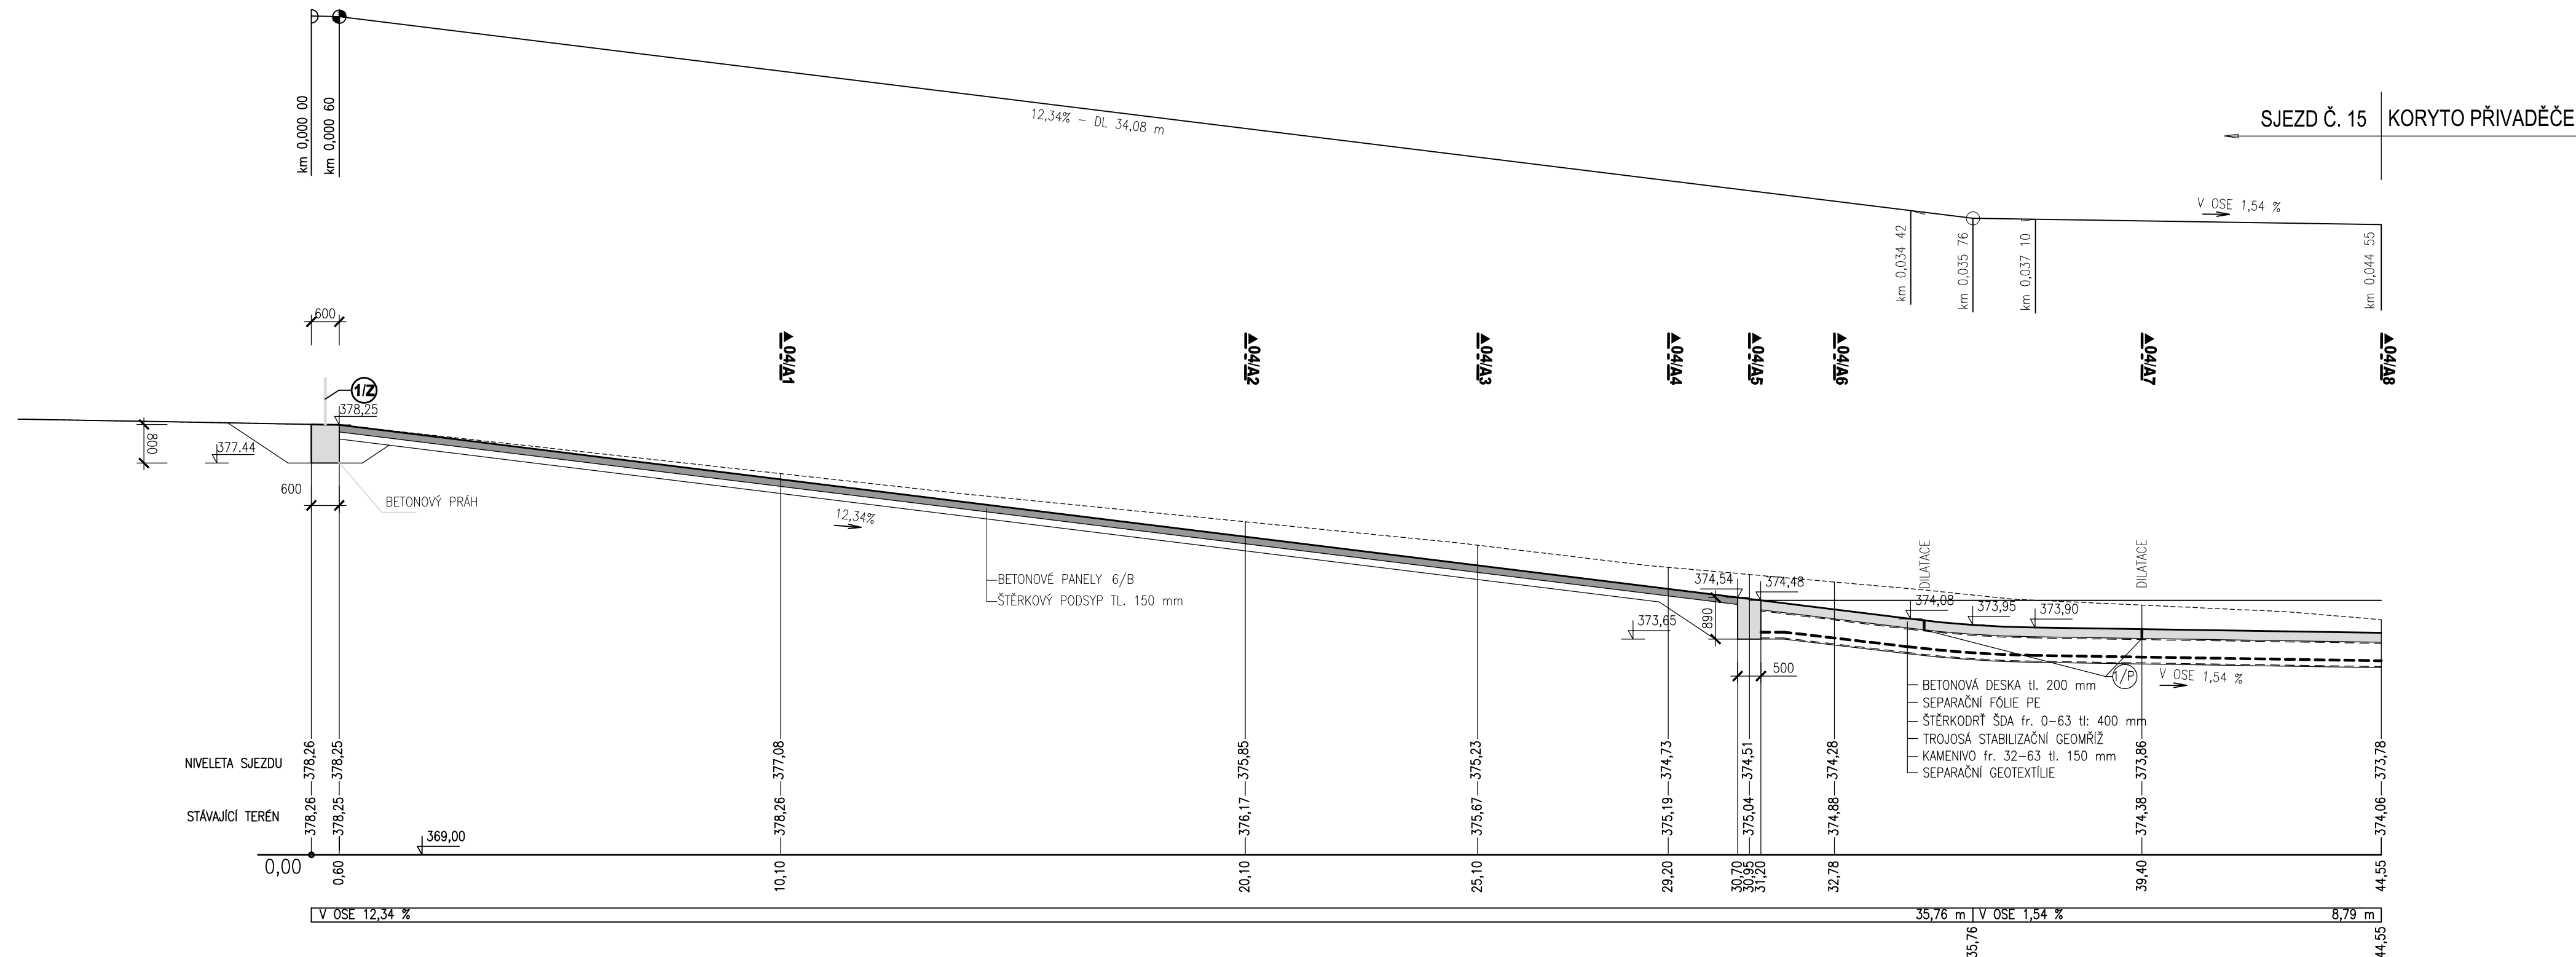 SJEZD Č. 15
KORYTO PŘIVADĚČE
km 0,000 00
km 0,000 60
12,34% – DL 34,08 m
V OSE 1,54 %
km 0,034 42
km 0,035 76
km 0,037 10
km 0,044 55
600
04/A1
04/A2
04/A3
04/A4
04/A5
04/A6
04/A7
04/A8
1/Z
378,25
800
377.44
600
BETONOVÝ PRÁH
12,34%
BETONOVÉ PANELY 6/B
ŠTĚRKOVÝ PODSYP TL. 150 mm
374,54
374,48
890
373,65
500
DILATACE
374,08
373,95
373,90
DILATACE
1/P
V OSE 1,54 %
BETONOVÁ DESKA tl. 200 mm
SEPARAČNÍ FÓLIE PE
ŠTĚRKODRŤ ŠDA fr. 0–63 tl: 400 mm
TROJOSÁ STABILIZAČNÍ GEOMŘÍŽ
KAMENIVO fr. 32–63 tl. 150 mm
SEPARAČNÍ GEOTEXTÍLIE
NIVELETA SJEZDU
378,26
378,25
377,08
375,85
375,23
374,73
374,51
374,28
373,86
373,78
STÁVAJÍCÍ TERÉN
378,26
378,25
378,26
376,17
375,67
375,19
375,04
374,88
374,38
374,06
369,00
0,00
0,60
10,10
20,10
25,10
29,20
30,70
30,95
31,20
32,78
39,40
44,55
V OSE 12,34 %
35,76 m
V OSE 1,54 %
8,79 m
35,76
44,55